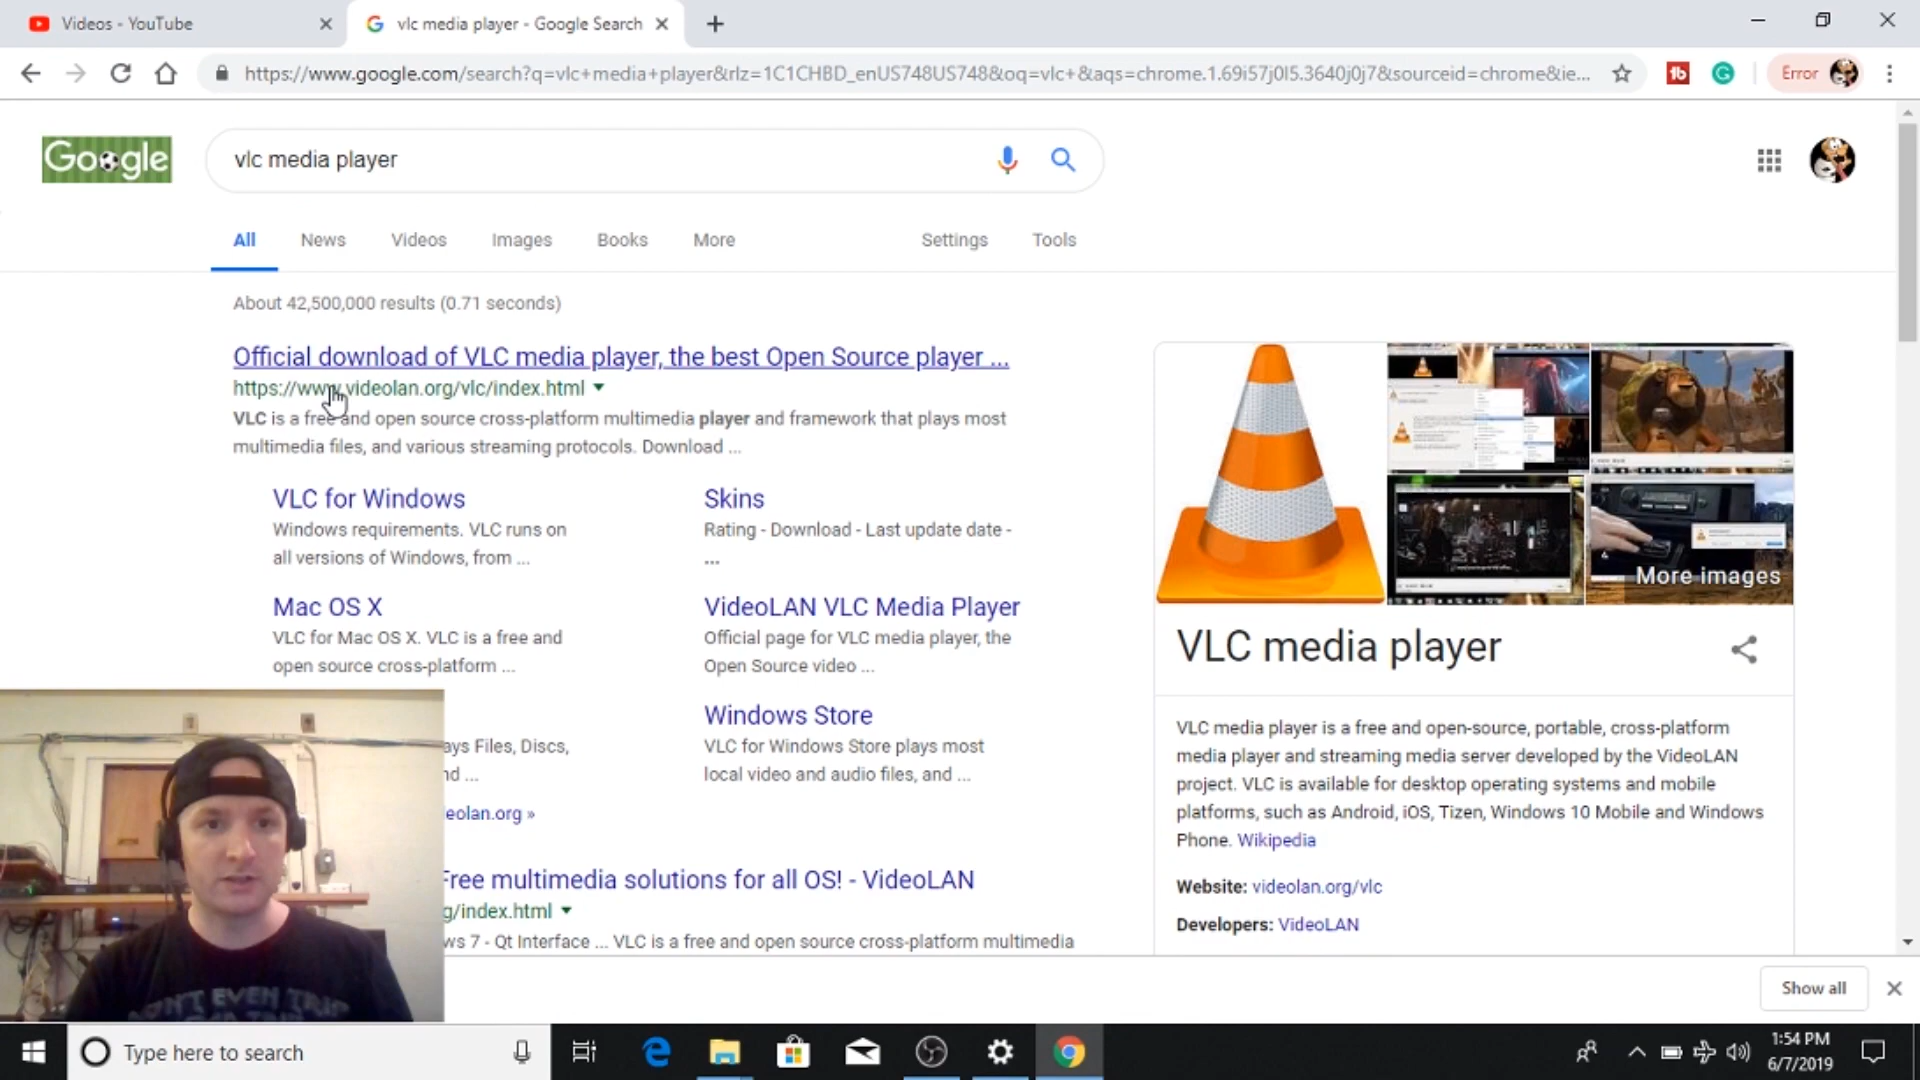 Videos - YouTube
vlc media player - Google Search
https://www.google.com/search?q=vlc+media+player&rlz=1C1CHBD_enUS748US748&oq=vlc+&aqs=chrome.1.69i57j0l5.3640j0j7&sourceid=chrome&ie...
Error
Google
vlc media player
All
News
Videos
Images
Books
More
Settings
Tools
About 42,500,000 results (0.71 seconds)
Official download of VLC media player, the best Open Source player ...
https://www.videolan.org/vlc/index.html
VLC is a free and open source cross-platform multimedia player and framework that plays most
multimedia files, and various streaming protocols. Download ...
VLC for Windows
Windows requirements. VLC runs on
all versions of Windows, from ...
Skins
Rating - Download - Last update date -
...
Mac OS X
VLC for Mac OS X. VLC is a free and
open source cross-platform ...
VideoLAN VLC Media Player
Official page for VLC media player, the
Open Source video ...
ays Files, Discs,
nd ...
Windows Store
VLC for Windows Store plays most
local video and audio files, and ...
eolan.org »
Free multimedia solutions for all OS! - VideoLAN
g/index.html
ws 7 - Qt Interface ... VLC is a free and open source cross-platform multimedia
More images
VLC media player
VLC media player is a free and open-source, portable, cross-platform
media player and streaming media server developed by the VideoLAN
project. VLC is available for desktop operating systems and mobile
platforms, such as Android, iOS, Tizen, Windows 10 Mobile and Windows
Phone. Wikipedia
Website: videolan.org/vlc
Developers: VideoLAN
Show all
Type here to search
1:54 PM
6/7/2019